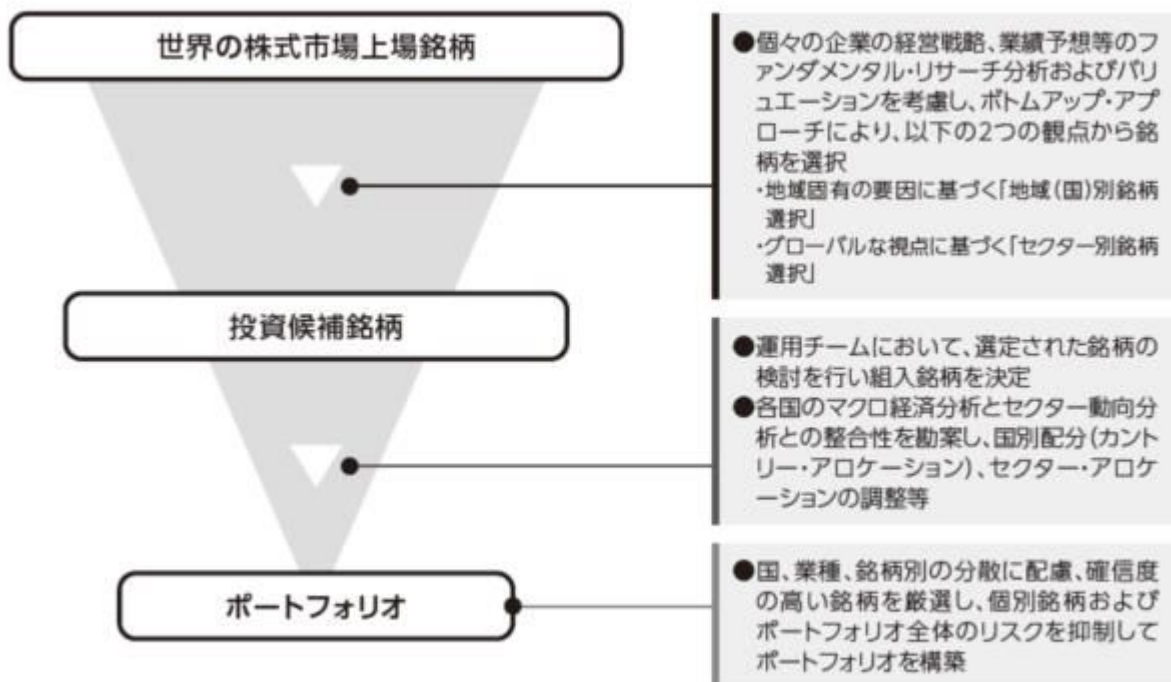 世界の株式市場上場銘柄
●個々の企業の経営戦略、業績予想等のフ
ァンダメンタル・リサーチ分析およびバリ
ュエーションを考慮し、ボトムアップ・アプ
ローチにより、以下の2つの観点から銘
柄を選択
・地域固有の要因に基づく「地域(国)別銘柄
選択」
・グローバルな視点に基づく「セクター別銘柄
選択」
投資候補銘柄
●運用チームにおいて、選定された銘柄の
検討を行い組入銘柄を決定
●各国のマクロ経済分析とセクター動向分
析との整合性を勘案し、国別配分(カント
リー・アロケーション)、セクター・アロケ
ーションの調整等
ポートフォリオ
●国、業種、銘柄別の分散に配慮、確信度
の高い銘柄を厳選し、個別銘柄および
ポートフォリオ全体のリスクを抑制して
ポートフォリオを構築